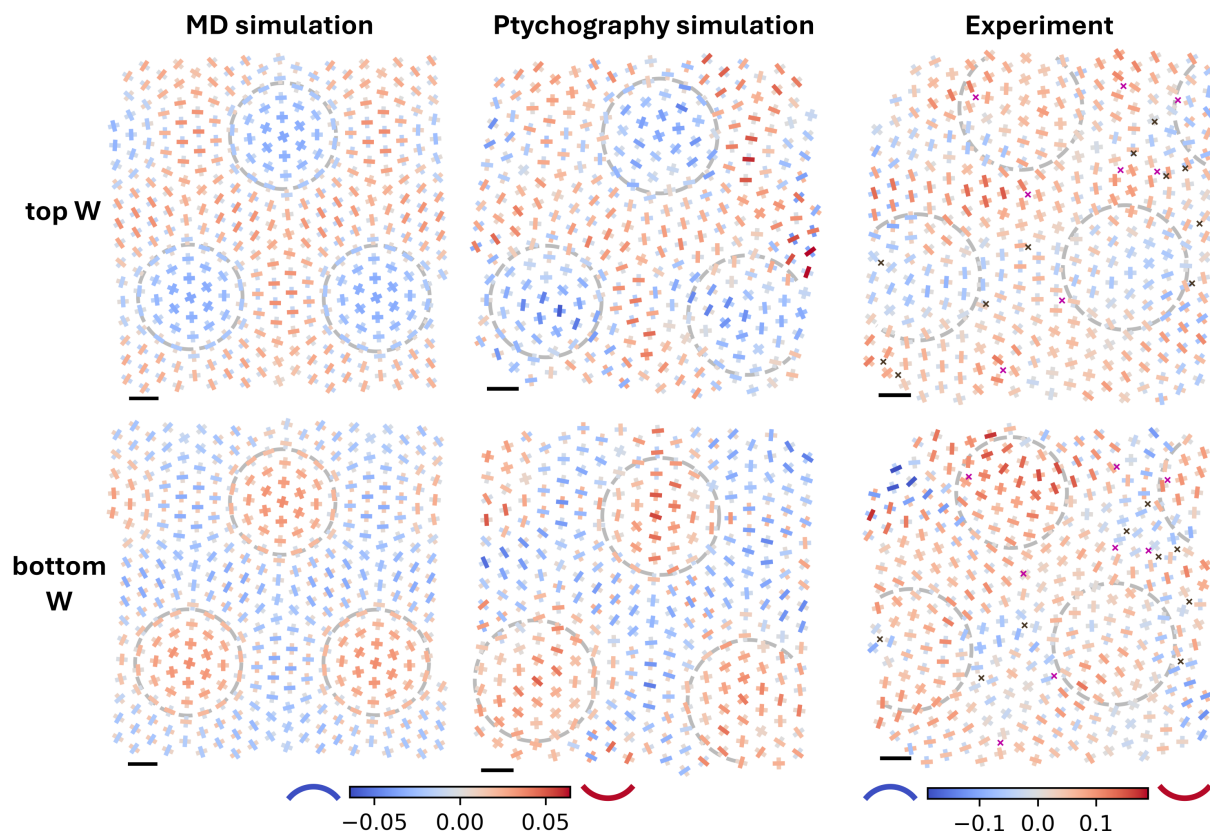 MD simulation
Ptychography simulation
Experiment
top W
bottom
W
−0.05 0.00 0.05
−0.1 0.0 0.1